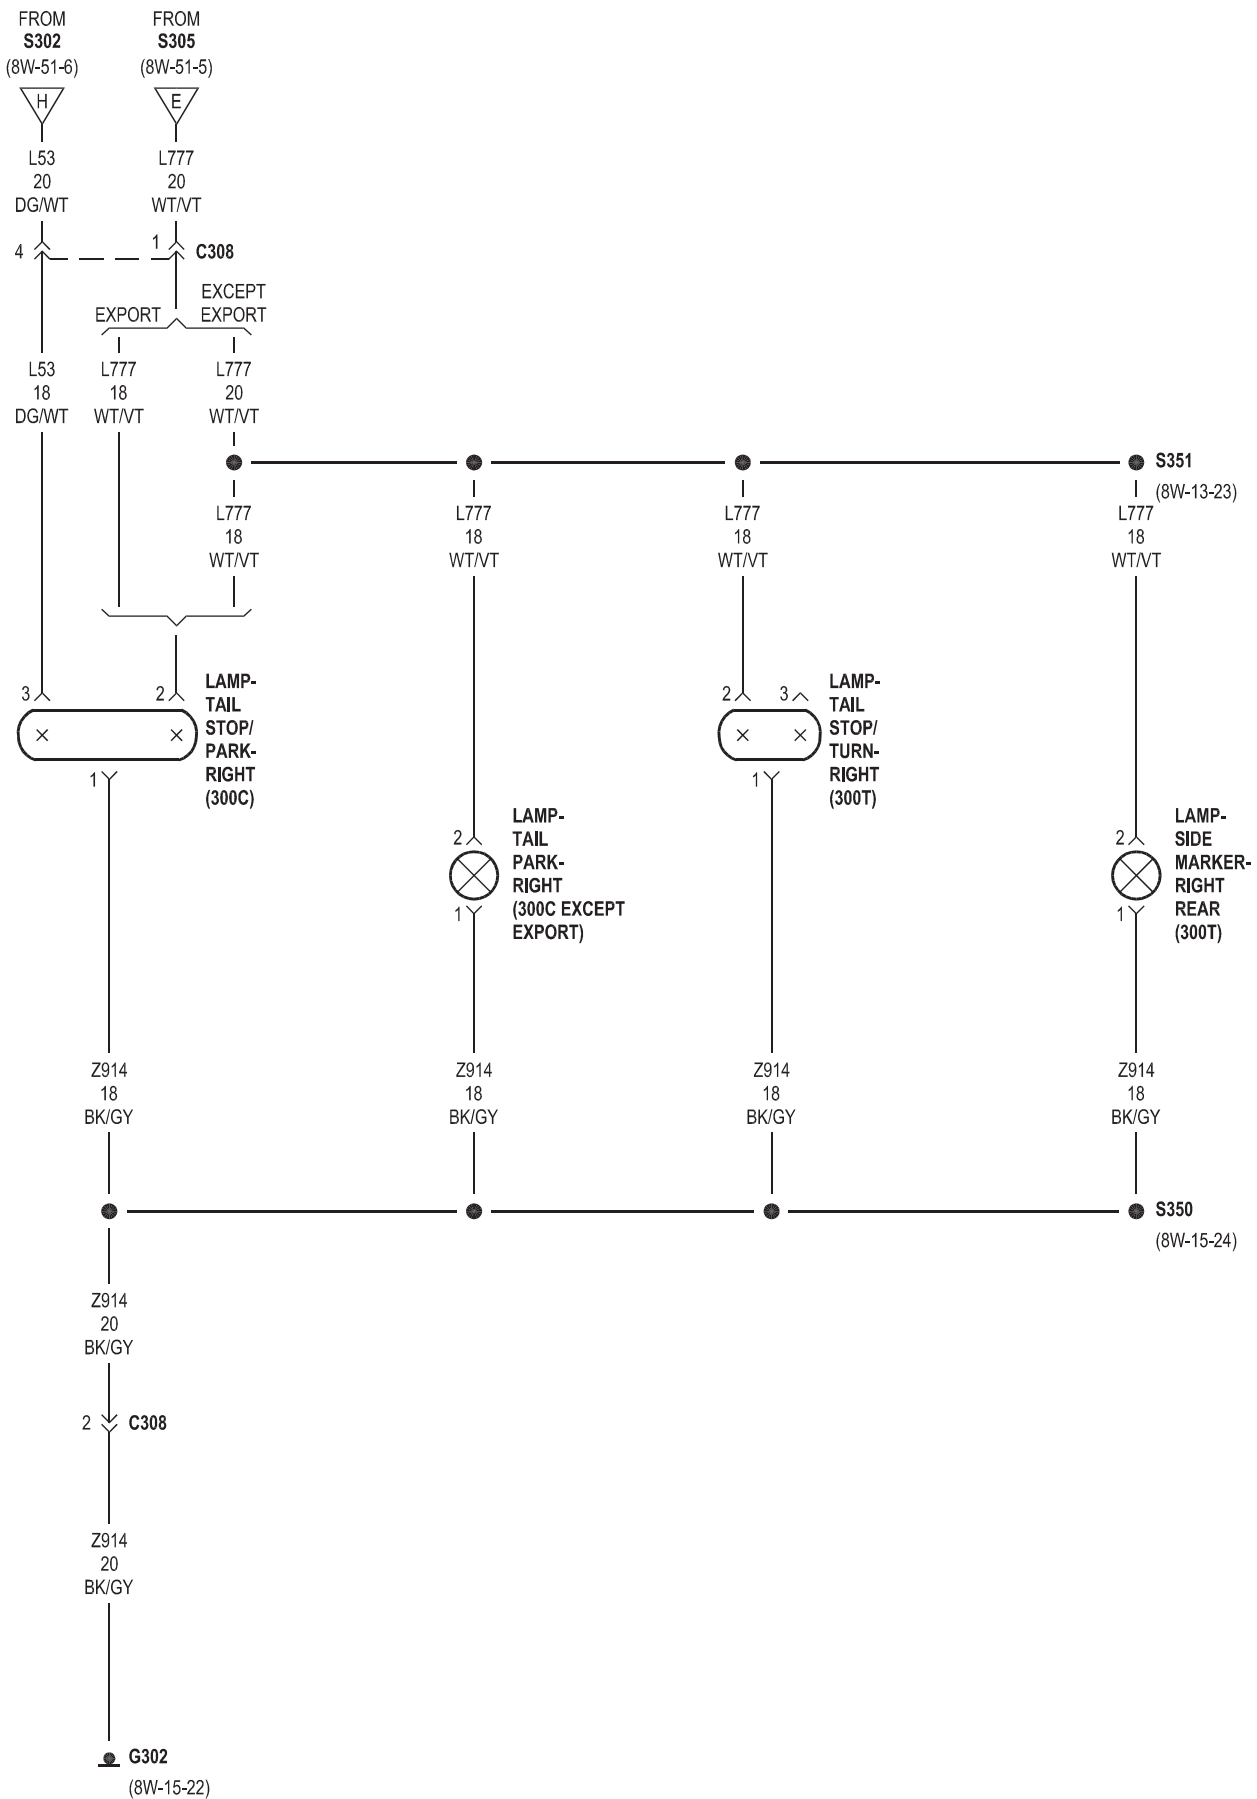 FROM
S302
(8W-51-6)
H
FROM
S305
(8W-51-5)
E
L53
20
DG/WT
L777
20
WT/VT
4
1
C308
EXPORT
EXCEPT
EXPORT
L53
18
DG/WT
L777
18
WT/VT
L777
20
WT/VT
S351
(8W-13-23)
L777
18
WT/VT
L777
18
WT/VT
L777
18
WT/VT
L777
18
WT/VT
3
2
LAMP-
TAIL
STOP/
PARK-
RIGHT
(300C)
1
2
3
LAMP-
TAIL
STOP/
TURN-
RIGHT
(300T)
1
2
LAMP-
TAIL
PARK-
RIGHT
(300C EXCEPT
EXPORT)
1
2
LAMP-
SIDE
MARKER-
RIGHT
REAR
(300T)
1
Z914
18
BK/GY
Z914
18
BK/GY
Z914
18
BK/GY
Z914
18
BK/GY
S350
(8W-15-24)
Z914
20
BK/GY
2
C308
Z914
20
BK/GY
G302
(8W-15-22)